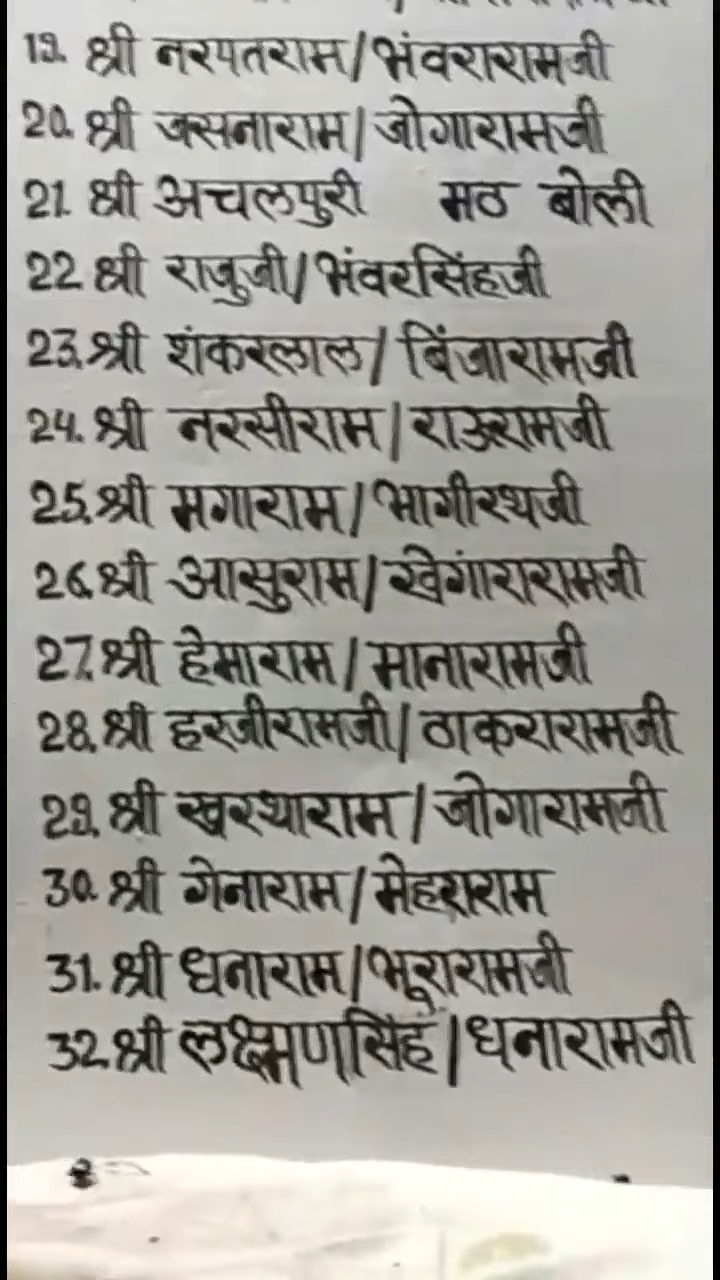 19. श्री नरपतराम/भंवरारामजी
20. श्री जसनाराम/जोगारामजी
21. श्री अचलपुरी मठ बोली
22 श्री राजुजी/भंवरसिंहजी
23. श्री शंकरलाल/बिंजारामजी
24. श्री नरसीराम/राऊरामजी
25. श्री मगाराम/भागीरथजी
26. श्री आसुराम/खेगांरारामजी
27. श्री हेमाराम/मानारामजी
28. श्री हरजीरामजी/ठाकरारामजी
29. श्री खरथाराम/जोगारामजी
30. श्री गेनाराम/मेहराराम
31. श्री धनाराम/भूरारामजी
32. श्री लक्ष्मणसिंह/धनारामजी